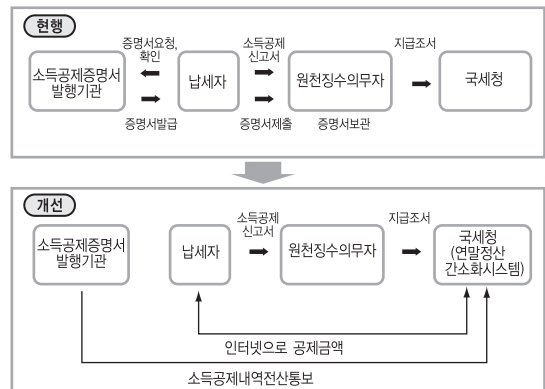 현행
증명서요청,
확인
소득공제
신고서
지급조서
소득공제증명서
발행기관
납세자
원천징수의무자
국세청
증명서발급
증명서제출
증명서보관
개선
소득공제
신고서
지급조서
소득공제증명서
발행기관
납세자
원천징수의무자
국세청
(연말정산
간소화시스템)
인터넷으로 공제금액
소득공제내역전산통보